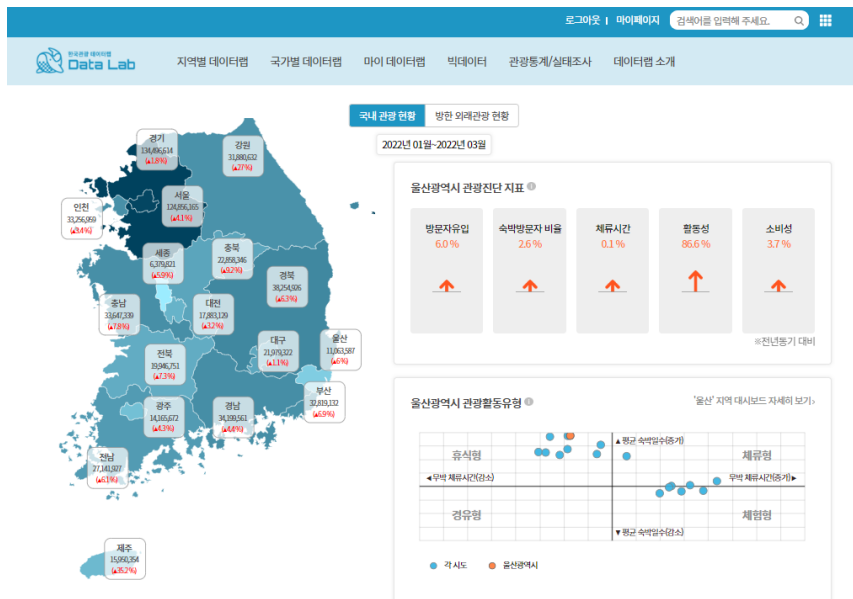 로그아웃 | 마이페이지 검색어를 입력해 주세요.
한국관광 데이터랩
Data Lab
지역별 데이터랩 국가별 데이터랩 마이 데이터랩 빅데이터 관광통계/실태조사 데이터랩 소개
국내 관광 현황 방한 외래관광 현황
2022년 01월~2022년 03월
경기
134,496,614
(▲1.8%)
강원
31,880,632
(▲27%)
서울
124,856,165
(▲4.1%)
인천
33,256,959
(▲9.4%)
세종
6,379,821
(▲5.9%)
충북
22,858,346
(▲9.2%)
경북
38,254,926
(▲6.3%)
충남
33,647,339
(▲7.8%)
대전
17,883,129
(▲3.2%)
대구
21,979,322
(▲1.1%)
울산
11,063,587
(▲6%)
전북
19,946,751
(▲7.3%)
부산
32,819,132
(▲6.9%)
광주
14,165,672
(▲4.3%)
경남
34,199,561
(▲4.4%)
전남
27,141,927
(▲6.1%)
제주
15,950,354
(▲35.2%)
울산광역시 관광진단 지표
방문자유입 숙박방문자 비율 체류시간 활동성 소비성
6.0 % 2.6 % 0.1 % 86.6 % 3.7 %
※전년동기 대비
울산광역시 관광활동유형
'울산' 지역 대시보드 자세히 보기›
▲평균 숙박일수(증가)
휴식형 체류형
◀무박 체류시간(감소) 무박 체류시간(증가)▶
경유형 체험형
▼평균 숙박일수(감소)
각 시도 울산광역시